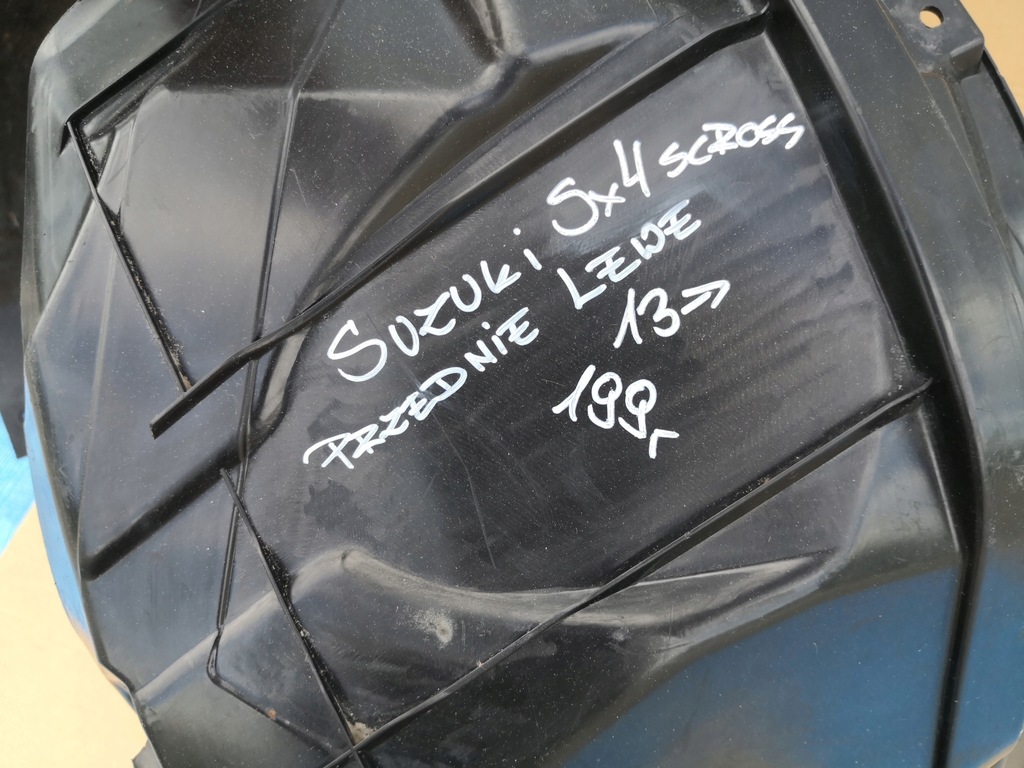 SUZUKi Sx4 SCROSS
PRZEDNiE LEWE
13->
199,-